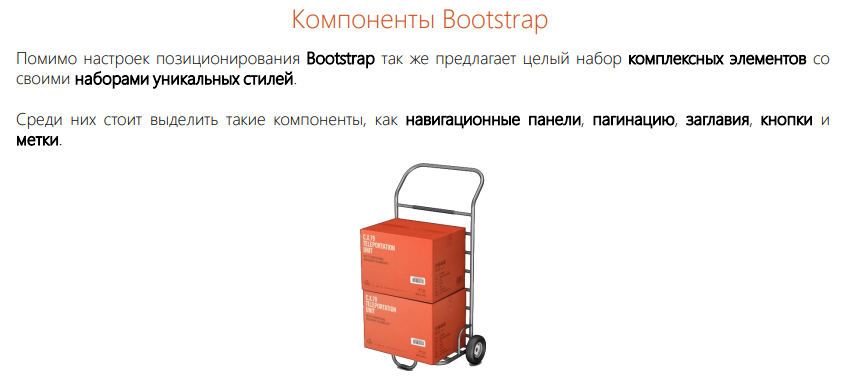 Компоненты Bootstrap
Помимо настроек позиционирования Bootstrap так же предлагает целый набор комплексных элементов со
своими наборами уникальных стилей.
Среди них стоит выделить такие компоненты, как навигационные панели, пагинацию, заглавия, кнопки и
метки.
C.X.79
TELEPORTATION
UNIT
C.X.79
TELEPORTATION
UNIT